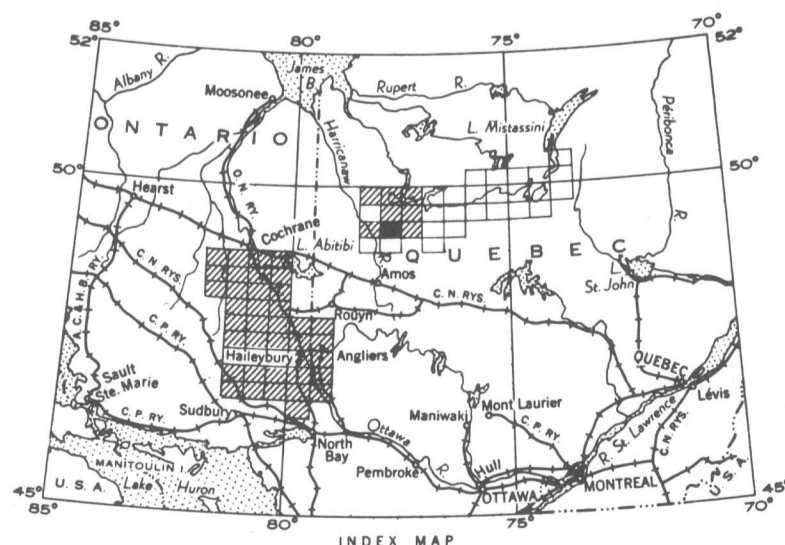 85°
80°
75°
70°
52°
52°
Albany R.
James
B.
Rupert R.
Moosonee
ONTARIO
Harricanaw
L. Mistassini
Péribonca
R.
50°
50°
Hearst
O. N. RY.
Cochrane
L. Abitibi
QUEBEC
Amos
L.
St. John
C. N. RYS.
C. N. RYS.
A. C. & H. B. RY.
C. P. RY.
Rouyn
Haileybury
Angliers
QUEBEC
Lévis
Sault
Ste. Marie
C. P. RY.
Sudbury
Maniwaki
Mont Laurier
C. P. RY.
R. St. Lawrence
C. N. RYS.
North
Bay
Ottawa
R.
Pembroke
Hull
OTTAWA
MONTREAL
MANITOULIN I.
U. S. A.
Lake Huron
U. S. A.
45°
45°
85°
80°
75°
70°
INDEX MAP